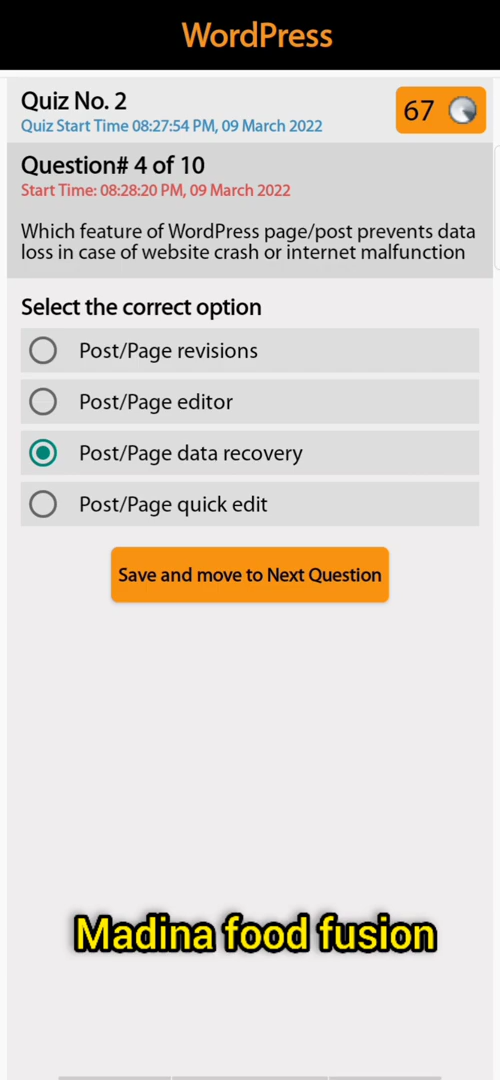 WordPress
Quiz No. 2
Quiz Start Time 08:27:54 PM, 09 March 2022
67
Question# 4 of 10
Start Time: 08:28:20 PM, 09 March 2022
Which feature of WordPress page/post prevents data
loss in case of website crash or internet malfunction
Select the correct option
Post/Page revisions
Post/Page editor
Post/Page data recovery
Post/Page quick edit
Save and move to Next Question
Madina food fusion